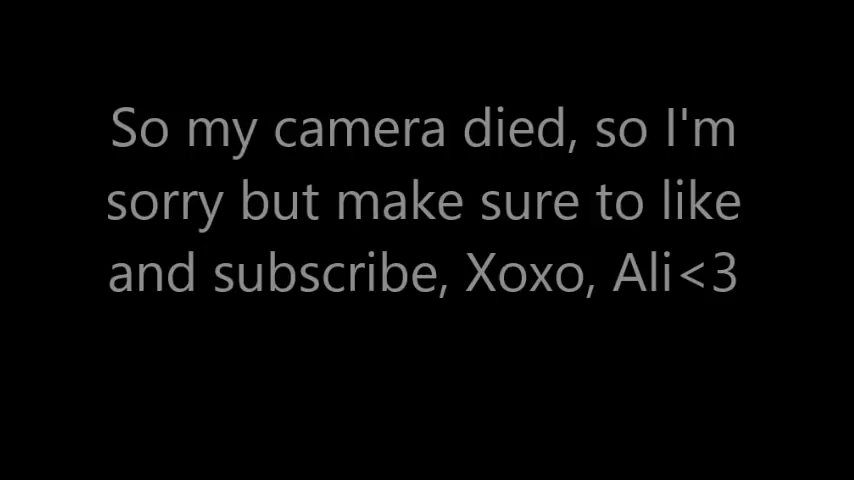 So my camera died, so I'm
sorry but make sure to like
and subscribe, Xoxo, Ali<3